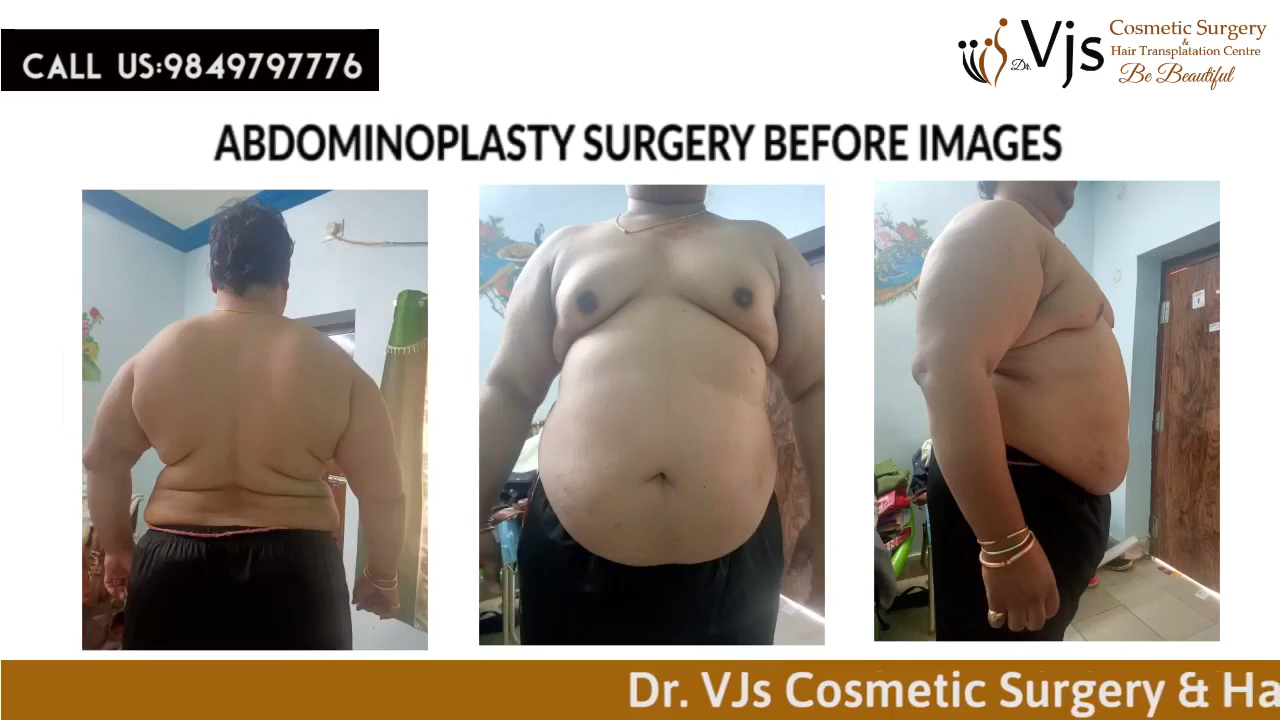 CALL US:9849797776
Dr. Vjs
Cosmetic Surgery
&
Hair Transplatation Centre
Be Beautiful
ABDOMINOPLASTY SURGERY BEFORE IMAGES
Dr. VJs Cosmetic Surgery & Ha